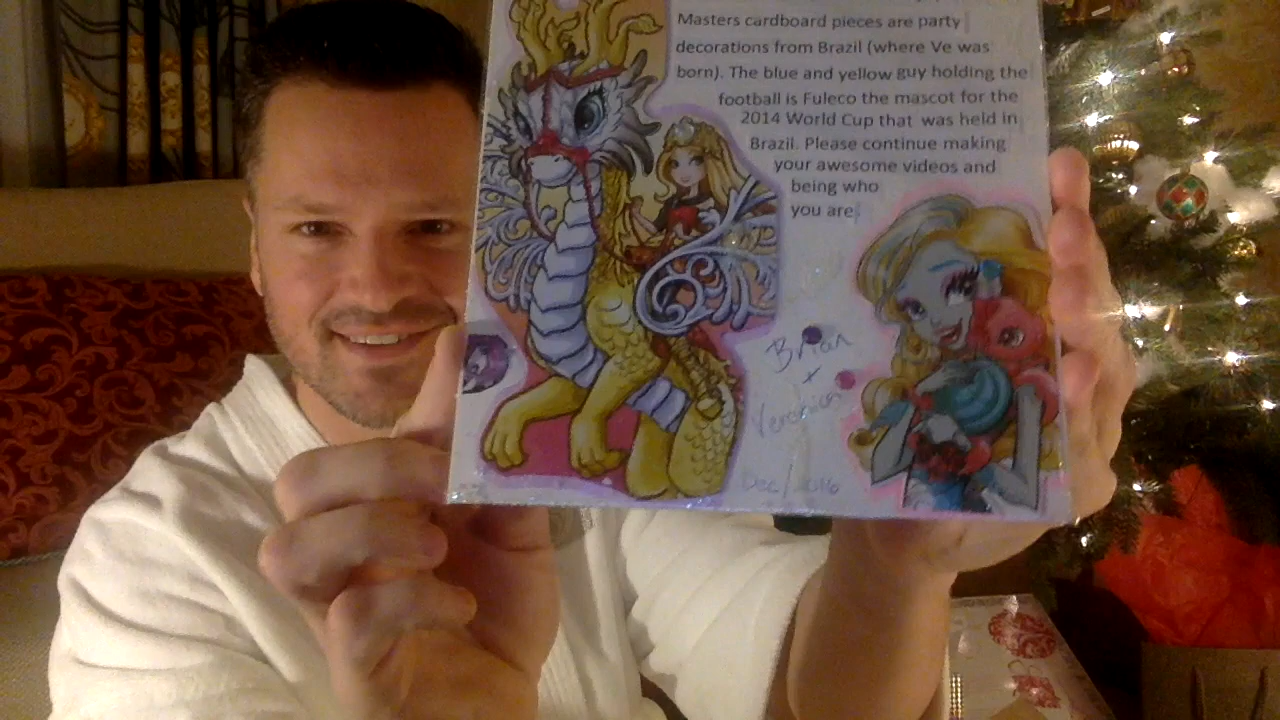 Masters cardboard pieces are party
decorations from Brazil (where Ve was
born). The blue and yellow guy holding the
football is Fuleco the mascot for the
2014 World Cup that was held in
Brazil. Please continue making
your awesome videos and
being who
you are
Brian
+
Veronica
Dec/2016